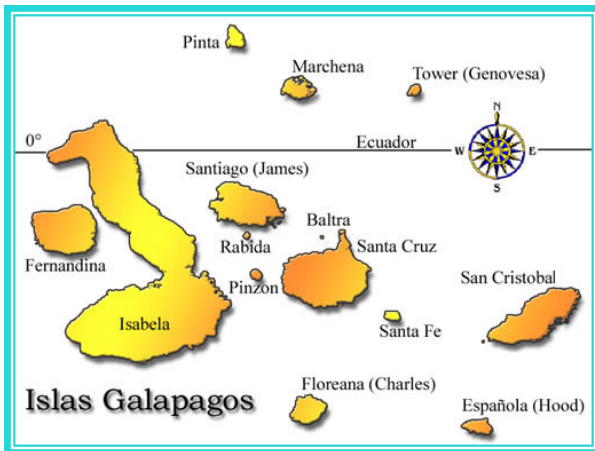 Pinta
Marchena
Tower (Genovesa)
N
0°
Ecuador
W
E
S
Santiago (James)
Baltra
Rabida
Santa Cruz
Fernandina
Pinzon
San Cristobal
Isabela
Santa Fe
Floreana (Charles)
Islas Galapagos
Española (Hood)